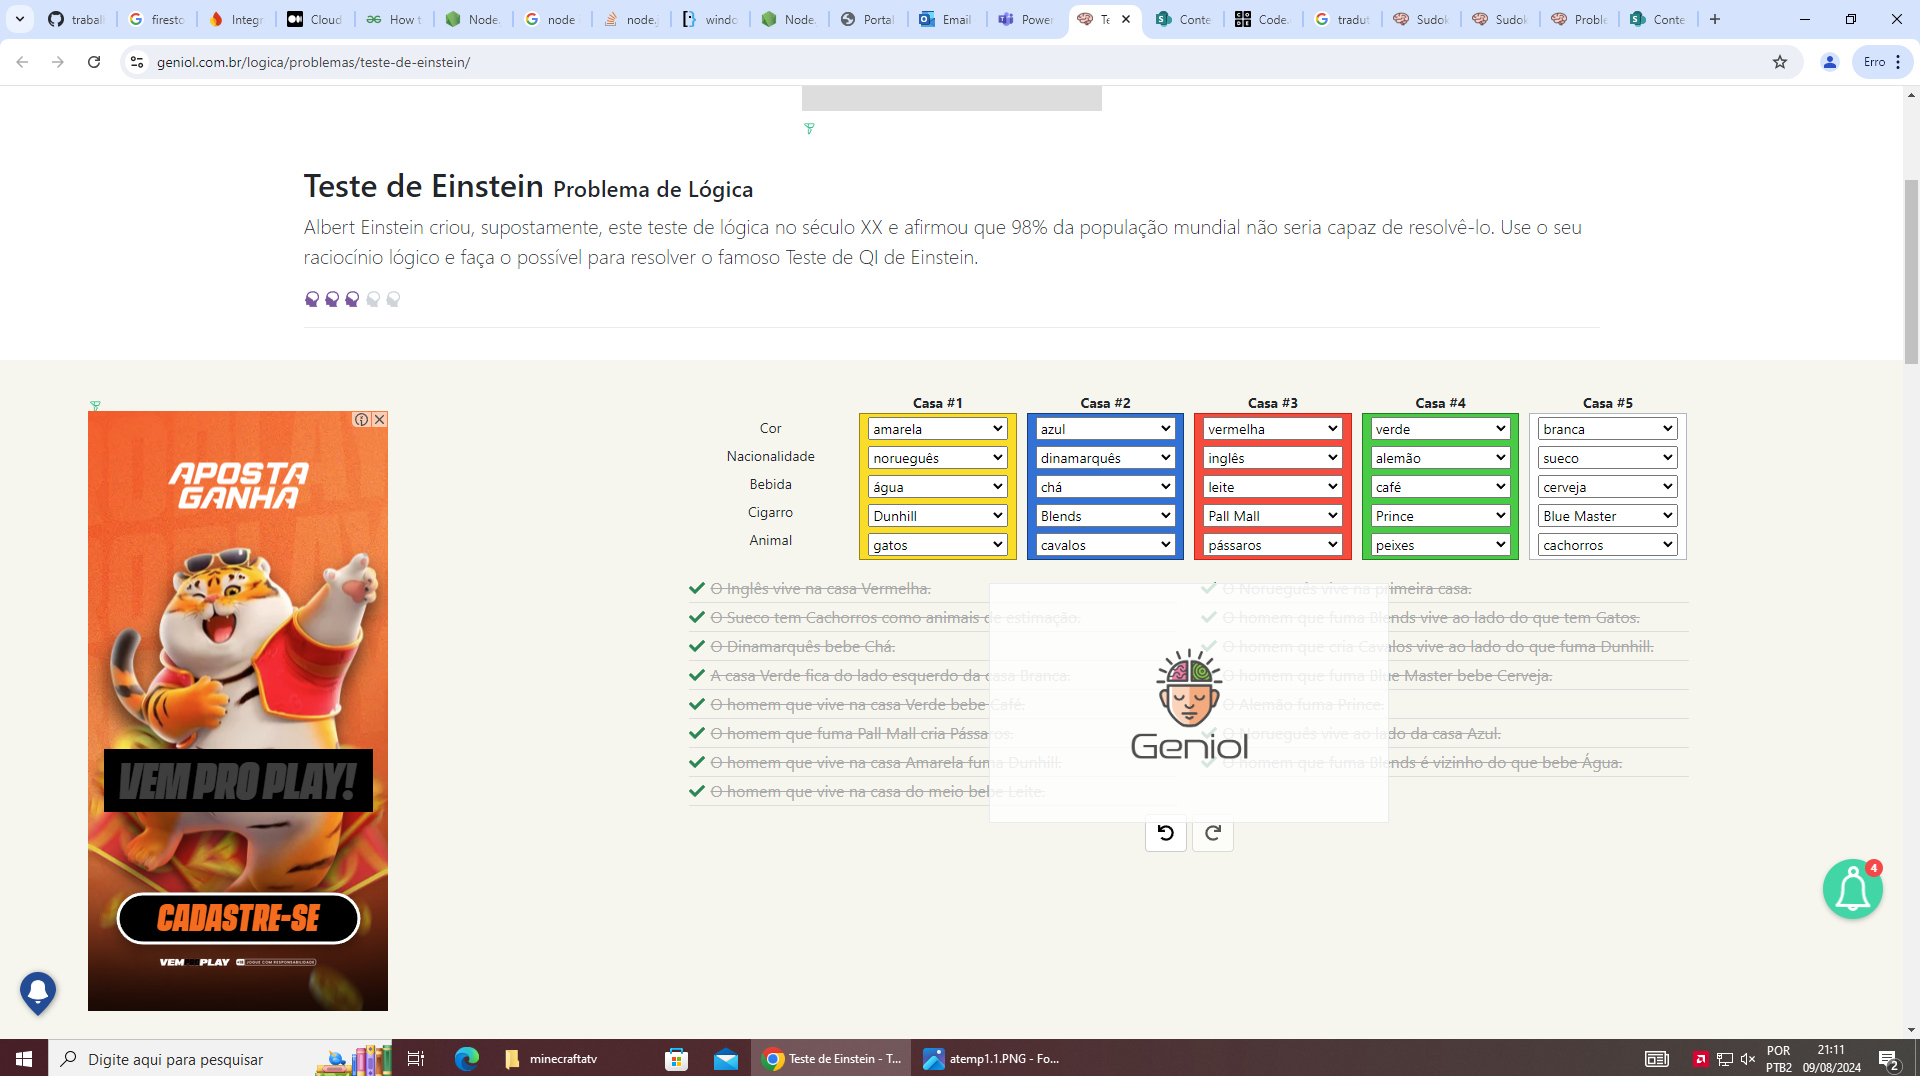 trabal
firesto
Integr
Cloud
How t
Node.
node
node.j
windo
Node.
Portal
Email
Power
Te
Conte
Code.
tradut
Sudok
Sudok
Proble
Conte
geniol.com.br/logica/problemas/teste-de-einstein/
Erro
Teste de Einstein Problema de Lógica
Albert Einstein criou, supostamente, este teste de lógica no século XX e afirmou que 98% da população mundial não seria capaz de resolvê-lo. Use o seu
raciocínio lógico e faça o possível para resolver o famoso Teste de QI de Einstein.
Casa #1 Casa #2 Casa #3 Casa #4 Casa #5
Cor amarela azul vermelha verde branca
Nacionalidade norueguês dinamarquês inglês alemão sueco
Bebida água chá leite café cerveja
Cigarro Dunhill Blends Pall Mall Prince Blue Master
Animal gatos cavalos pássaros peixes cachorros
O Inglês vive na casa Vermelha.
O Sueco tem Cachorros como animais de estimação.
O Dinamarquês bebe Chá.
A casa Verde fica do lado esquerdo da casa Branca.
O homem que vive na casa Verde bebe Café.
O homem que fuma Pall Mall cria Pássaros.
O homem que vive na casa Amarela fuma Dunhill.
O homem que vive na casa do meio bebe Leite.
O Norueguês vive na primeira casa.
O homem que fuma Blends vive ao lado do que tem Gatos.
O homem que cria Cavalos vive ao lado do que fuma Dunhill.
O homem que fuma Blue Master bebe Cerveja.
O Alemão fuma Prince.
O Norueguês vive ao lado da casa Azul.
O homem que fuma Blends é vizinho do que bebe Água.
Geniol
APOSTA
GANHA
VEM PRO PLAY!
CADASTRE-SE
VEMPROPLAY +18 JOGUE COM RESPONSABILIDADE
4
Digite aqui para pesquisar
minecraftatv
Teste de Einstein - T...
atemp1.1.PNG - Fo...
POR
PTB2
21:11
09/08/2024
2